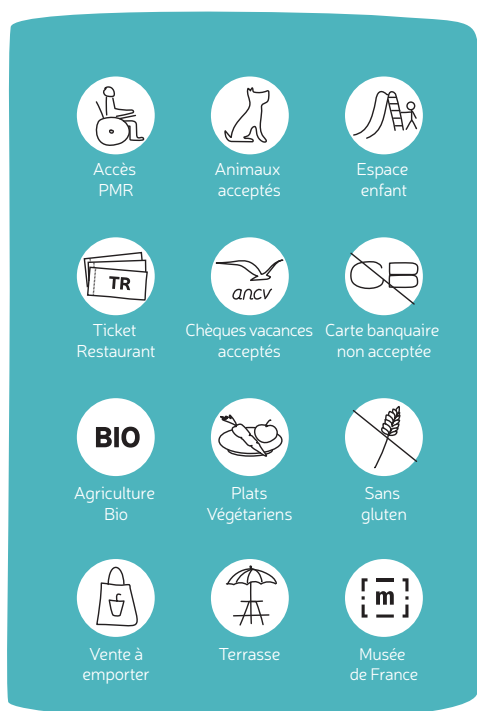 Accès
PMR
Animaux
acceptés
Espace
enfant
TR
Ticket
Restaurant
ancv
Chèques vacances
acceptés
CB
Carte banquaire
non acceptée
BIO
Agriculture
Bio
Plats
Végétariens
Sans
gluten
Vente à
emporter
Terrasse
[m]
Musée
de France